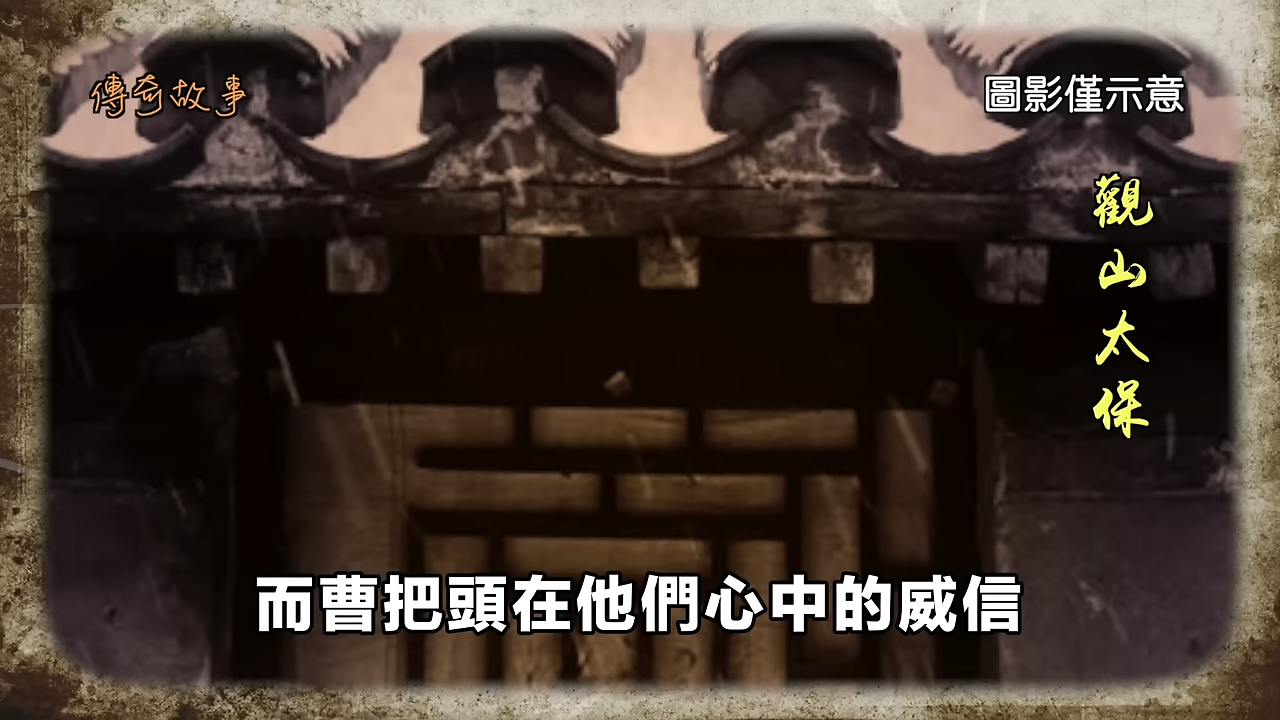 傳奇故事
圖影僅示意
觀山太保
而曹把頭在他們心中的威信